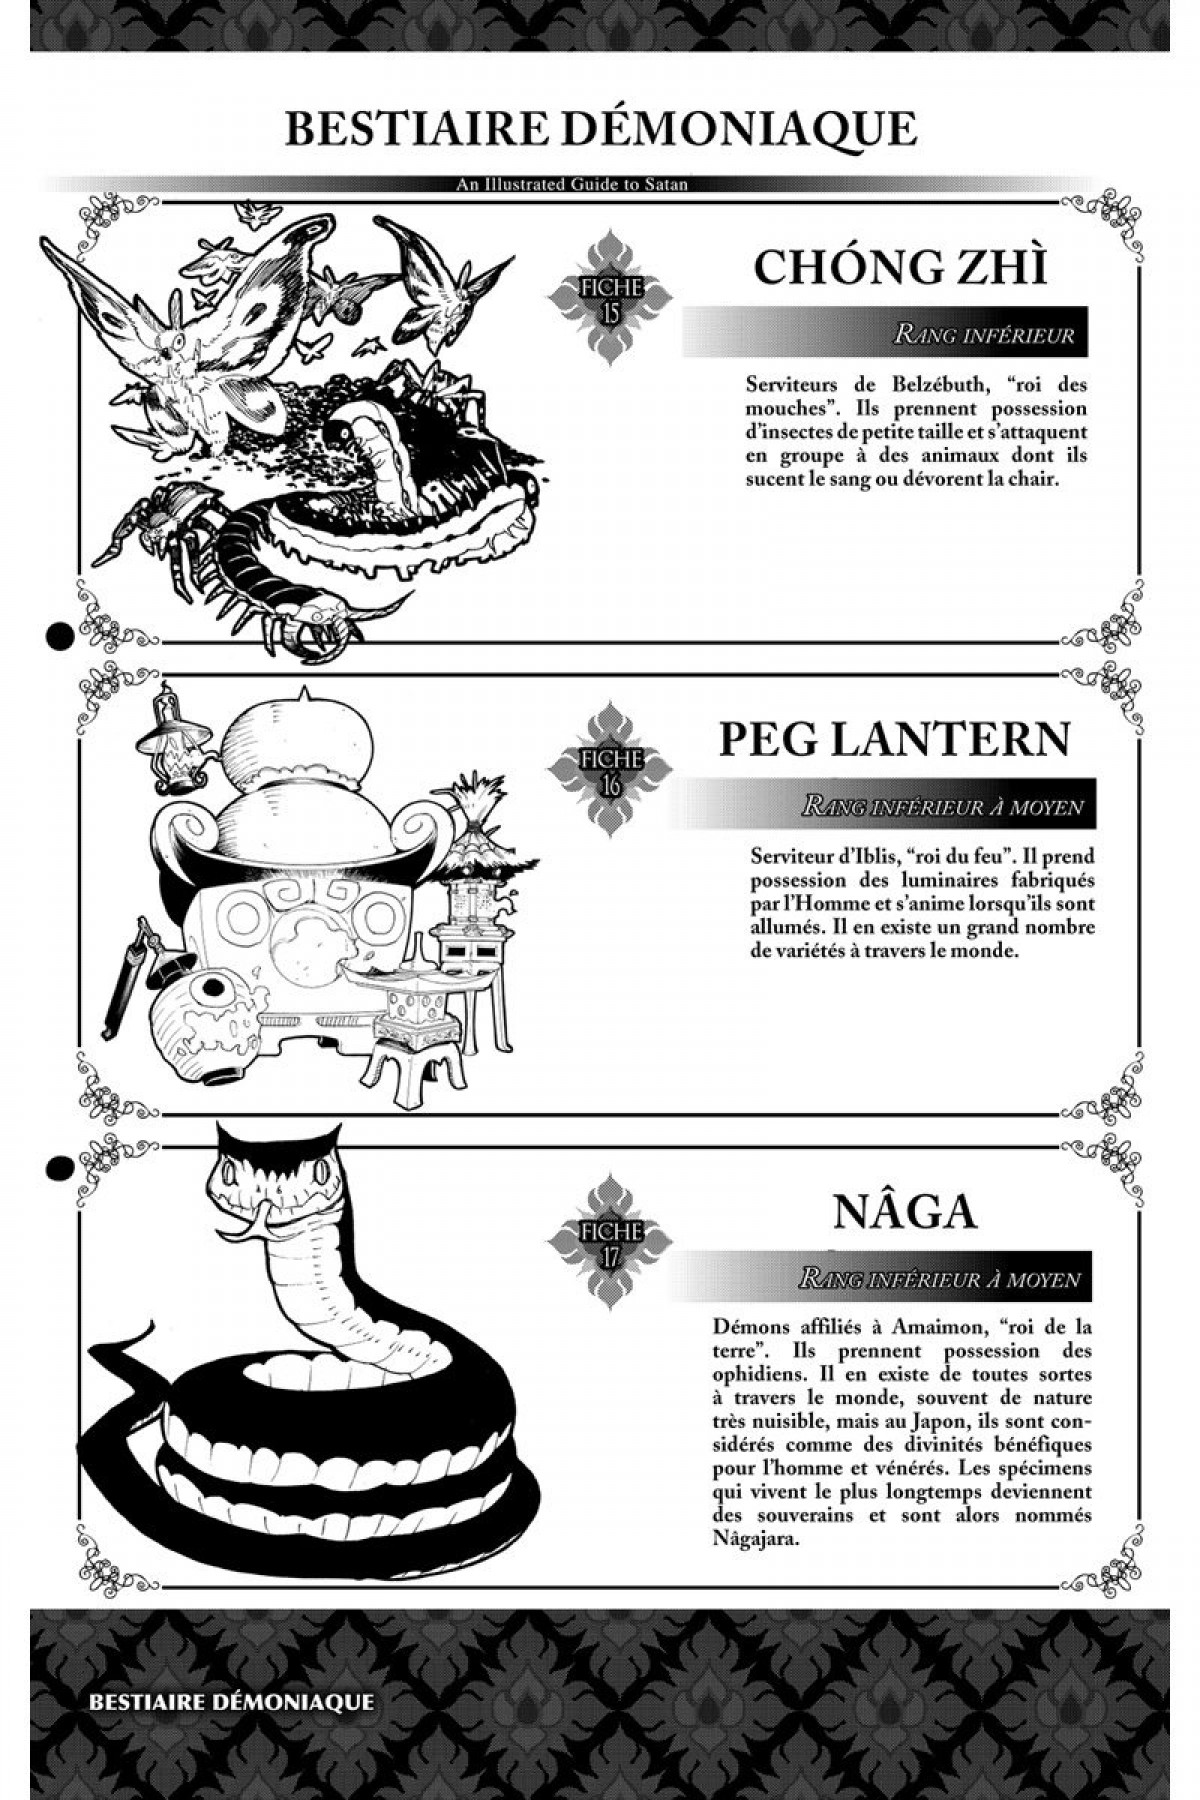 BESTIAIRE DÉMONIAQUE
An Illustrated Guide to Satan
FICHE
15
CHÓNG ZHÌ
RANG INFÉRIEUR
Serviteurs de Belzébuth, “roi des
mouches”. Ils prennent possession
d’insectes de petite taille et s’attaquent
en groupe à des animaux dont ils
sucent le sang ou dévorent la chair.
FICHE
16
PEG LANTERN
RANG INFÉRIEUR À MOYEN
Serviteur d’Iblis, “roi du feu”. Il prend
possession des luminaires fabriqués
par l’Homme et s’anime lorsqu’ils sont
allumés. Il en existe un grand nombre
de variétés à travers le monde.
FICHE
17
NÂGA
RANG INFÉRIEUR À MOYEN
Démons affiliés à Amaimon, “roi de la
terre”. Ils prennent possession des
ophidiens. Il en existe de toutes sortes
à travers le monde, souvent de nature
très nuisible, mais au Japon, ils sont con-
sidérés comme des divinités bénéfiques
pour l’homme et vénérés. Les spécimens
qui vivent le plus longtemps deviennent
des souverains et sont alors nommés
Nâgajara.
BESTIAIRE DÉMONIAQUE